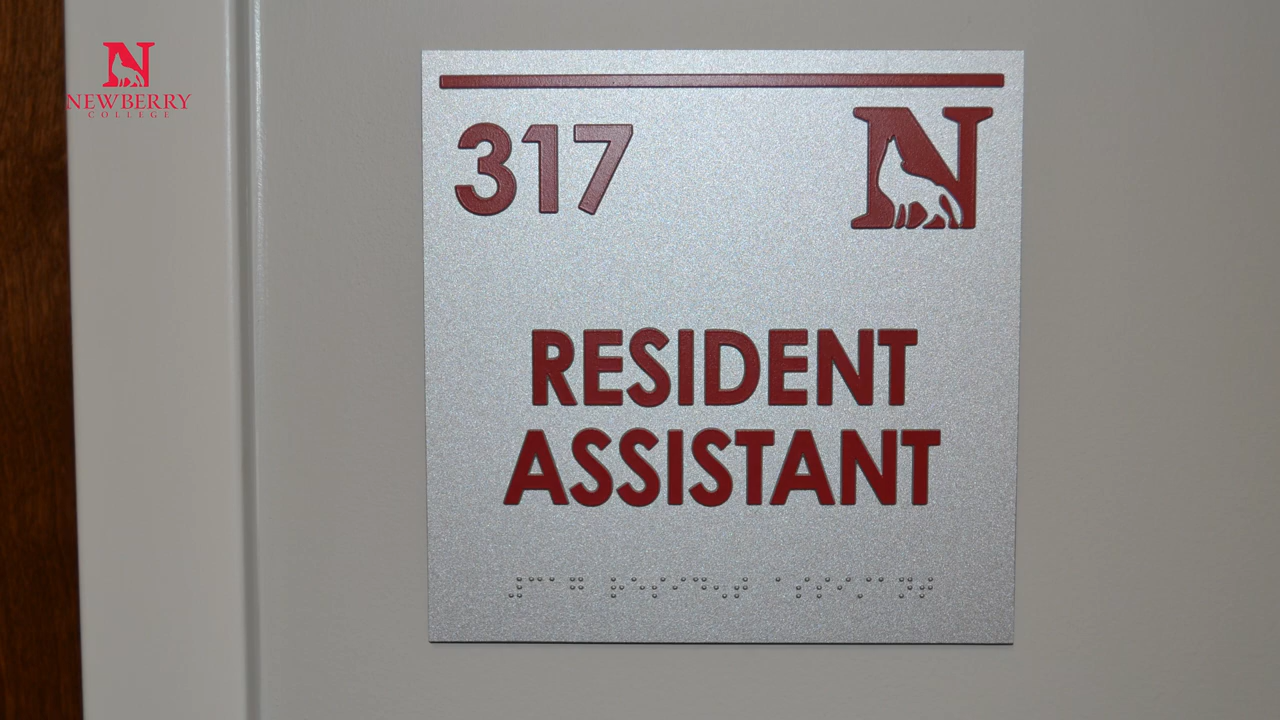 N
NEWBERRY
COLLEGE
317
N
RESIDENT
ASSISTANT